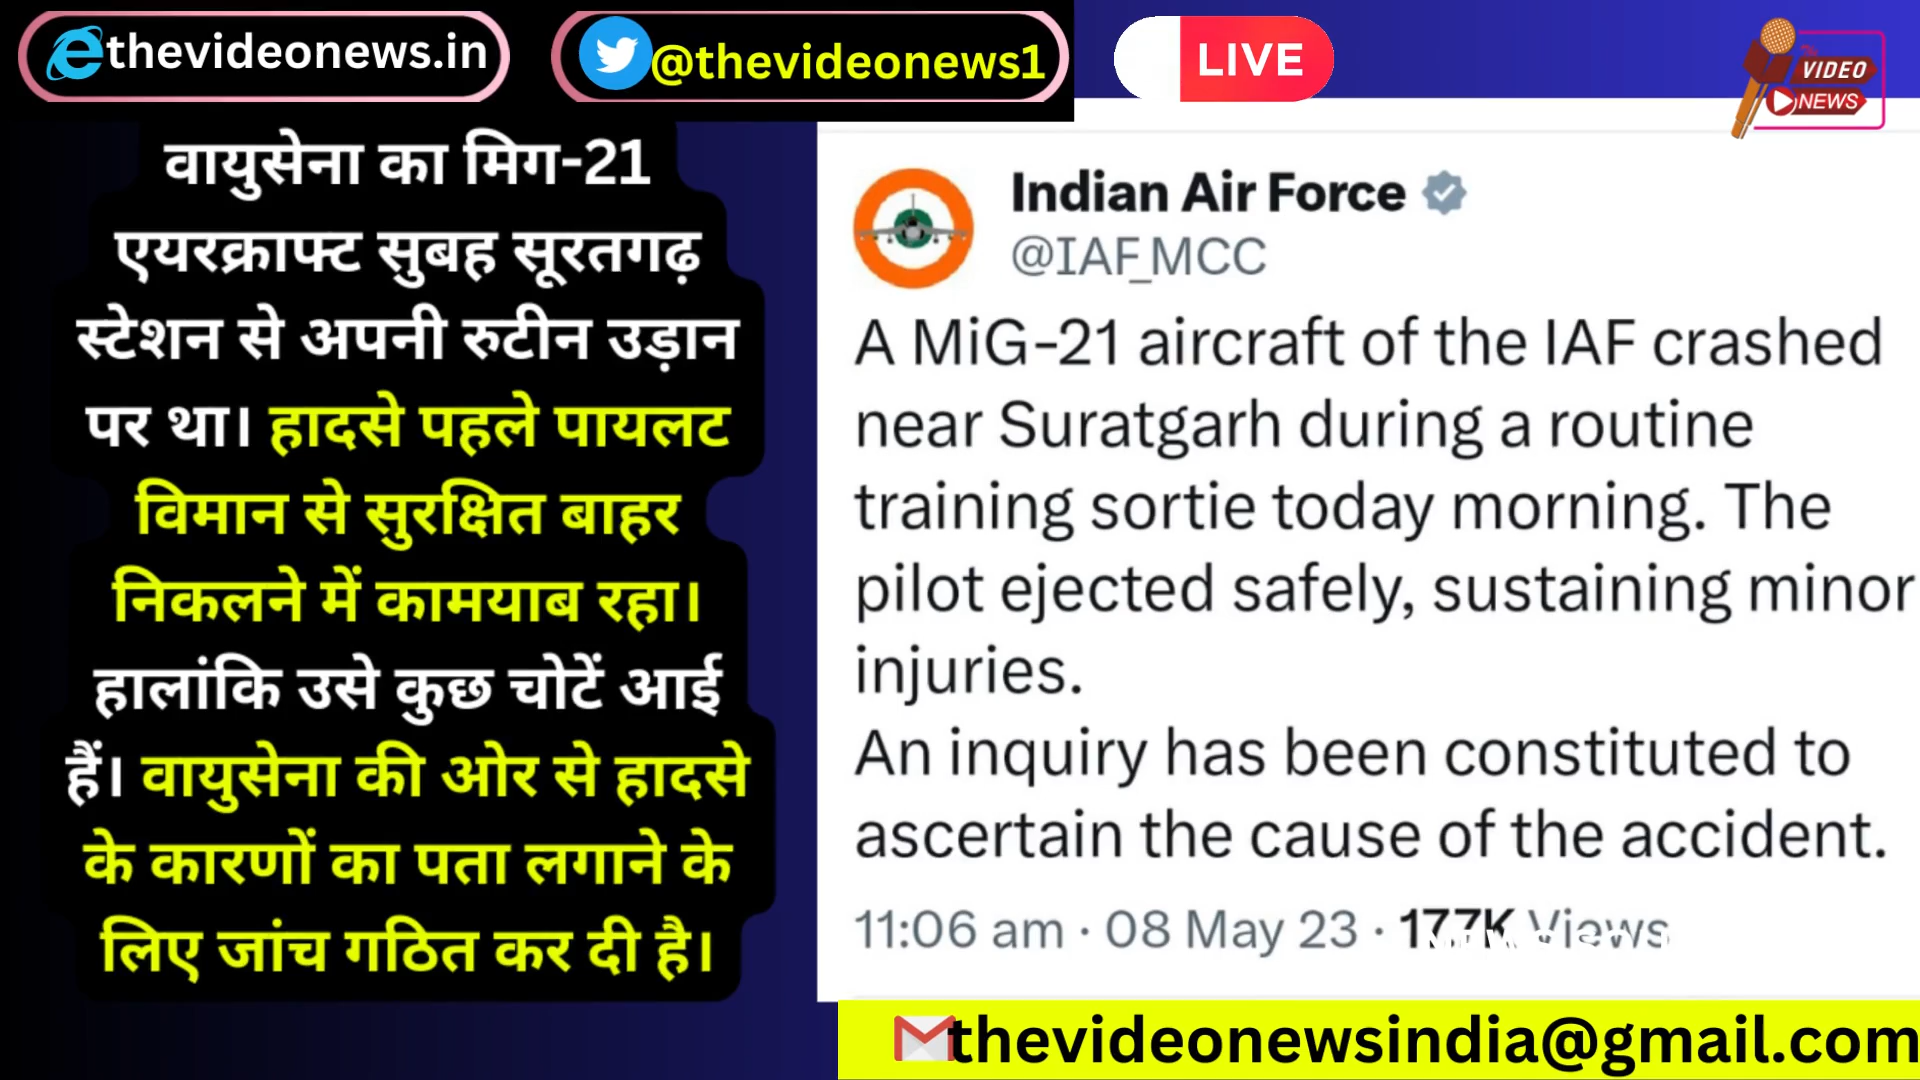 thevideonews.in
@thevideonews1
LIVE
VIDEO
NEWS
वायुसेना का मिग-21
एयरक्राफ्ट सुबह सूरतगढ़
स्टेशन से अपनी रुटीन उड़ान
पर था। हादसे पहले पायलट
विमान से सुरक्षित बाहर
निकलने में कामयाब रहा।
हालांकि उसे कुछ चोटें आई
हैं। वायुसेना की ओर से हादसे
के कारणों का पता लगाने के
लिए जांच गठित कर दी है।
Indian Air Force
@IAF_MCC
A MiG-21 aircraft of the IAF crashed
near Suratgarh during a routine
training sortie today morning. The
pilot ejected safely, sustaining minor
injuries.
An inquiry has been constituted to
ascertain the cause of the accident.
11:06 am · 08 May 23 · 177K Views
thevideonewsindia@gmail.com